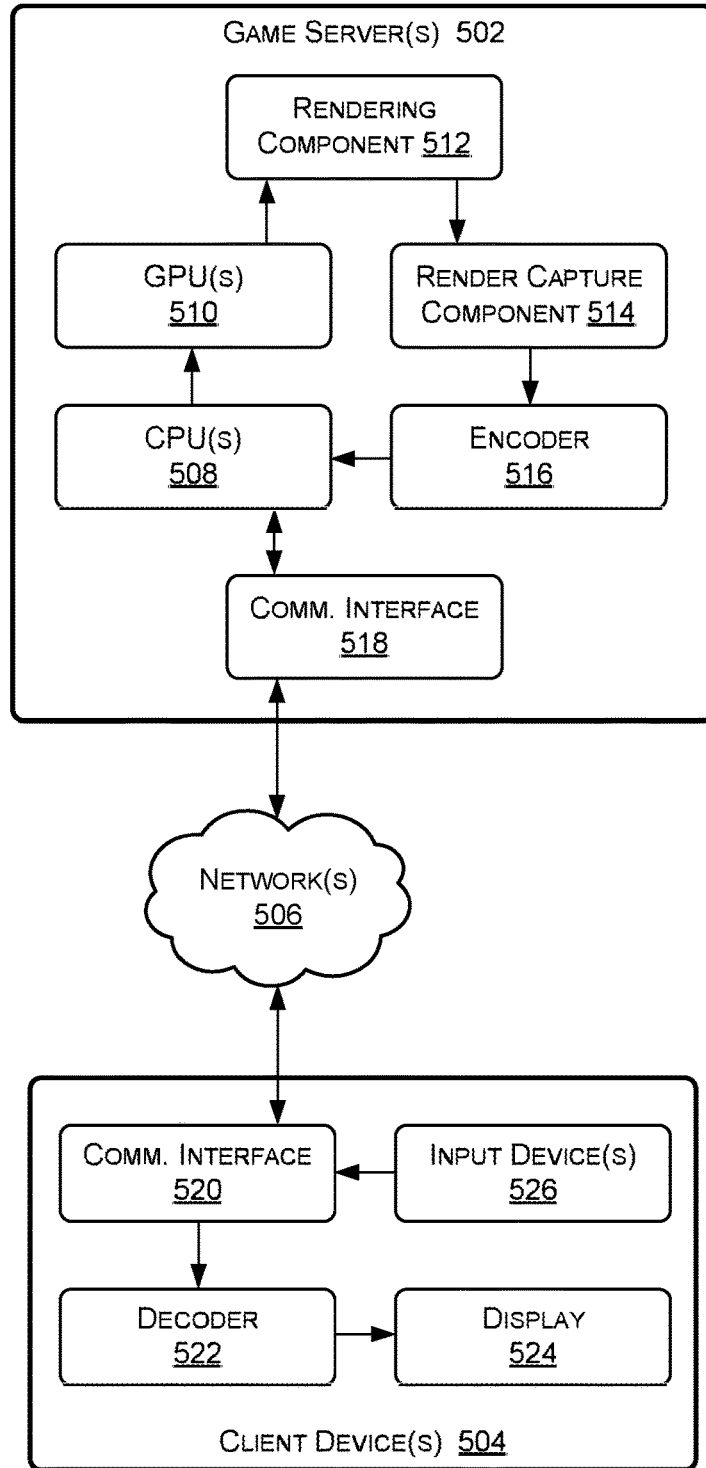 GAME SERVER(S) 502
RENDERING
COMPONENT 512
GPU(S)
510
RENDER CAPTURE
COMPONENT 514
CPU(S)
508
ENCODER
516
COMM. INTERFACE
518
NETWORK(S)
506
COMM. INTERFACE
520
INPUT DEVICE(S)
526
DECODER
522
DISPLAY
524
CLIENT DEVICE(S) 504